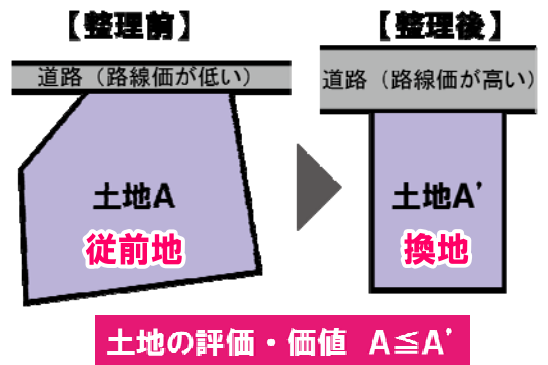 【整理前】
【整理後】
道路（路線価が低い）
道路（路線価が高い）
土地A
従前地
土地A’
換地
土地の評価・価値 A≦A’